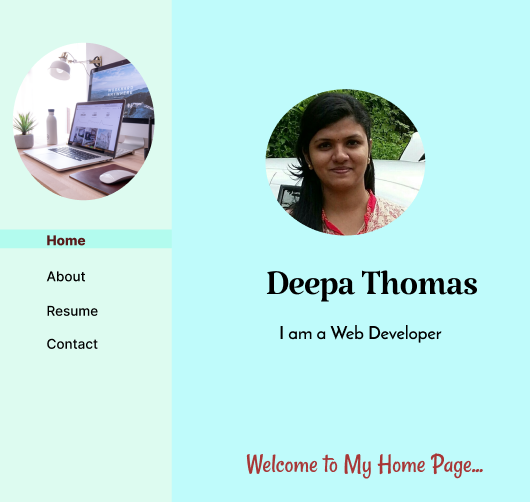 Home
About
Resume
Contact
Deepa Thomas
I am a Web Developer
Welcome to My Home Page...